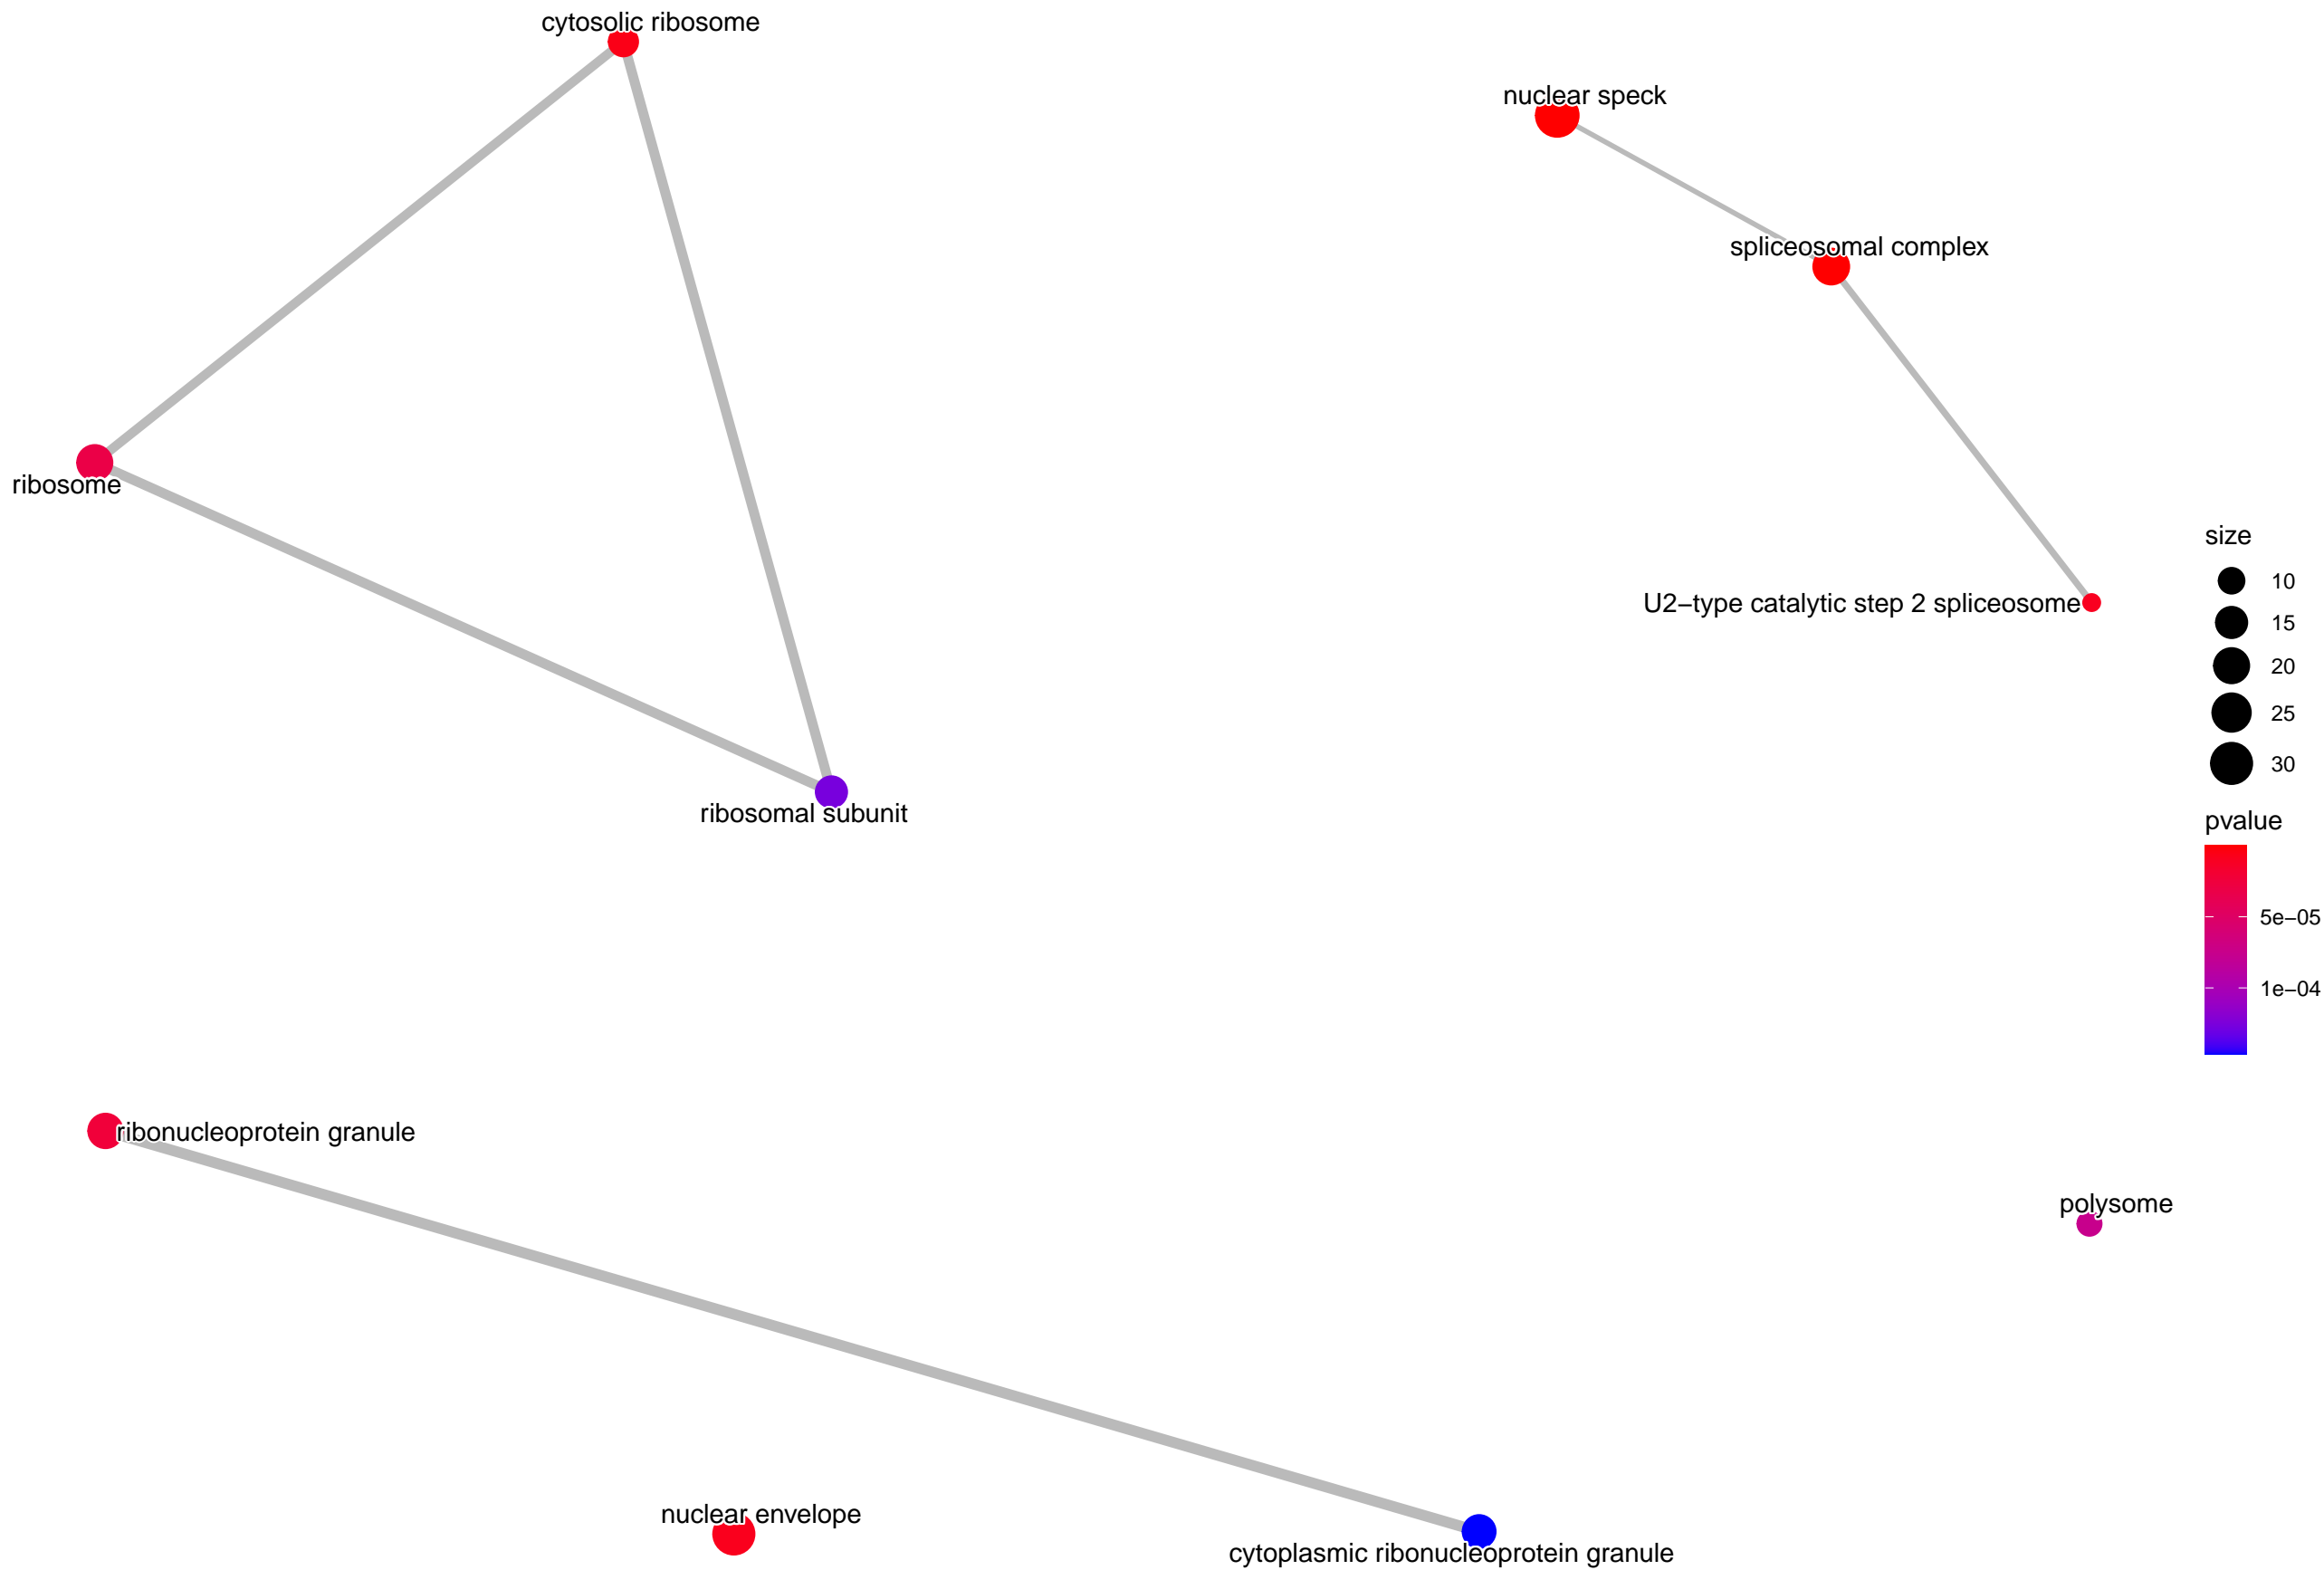 cytosolic ribosome
nuclear speck
spliceosomal complex
ribosome
U2−type catalytic step 2 spliceosome
ribosomal subunit
size
10
15
20
25
30
pvalue
5e−05
1e−04
ribonucleoprotein granule
polysome
nuclear envelope
cytoplasmic ribonucleoprotein granule